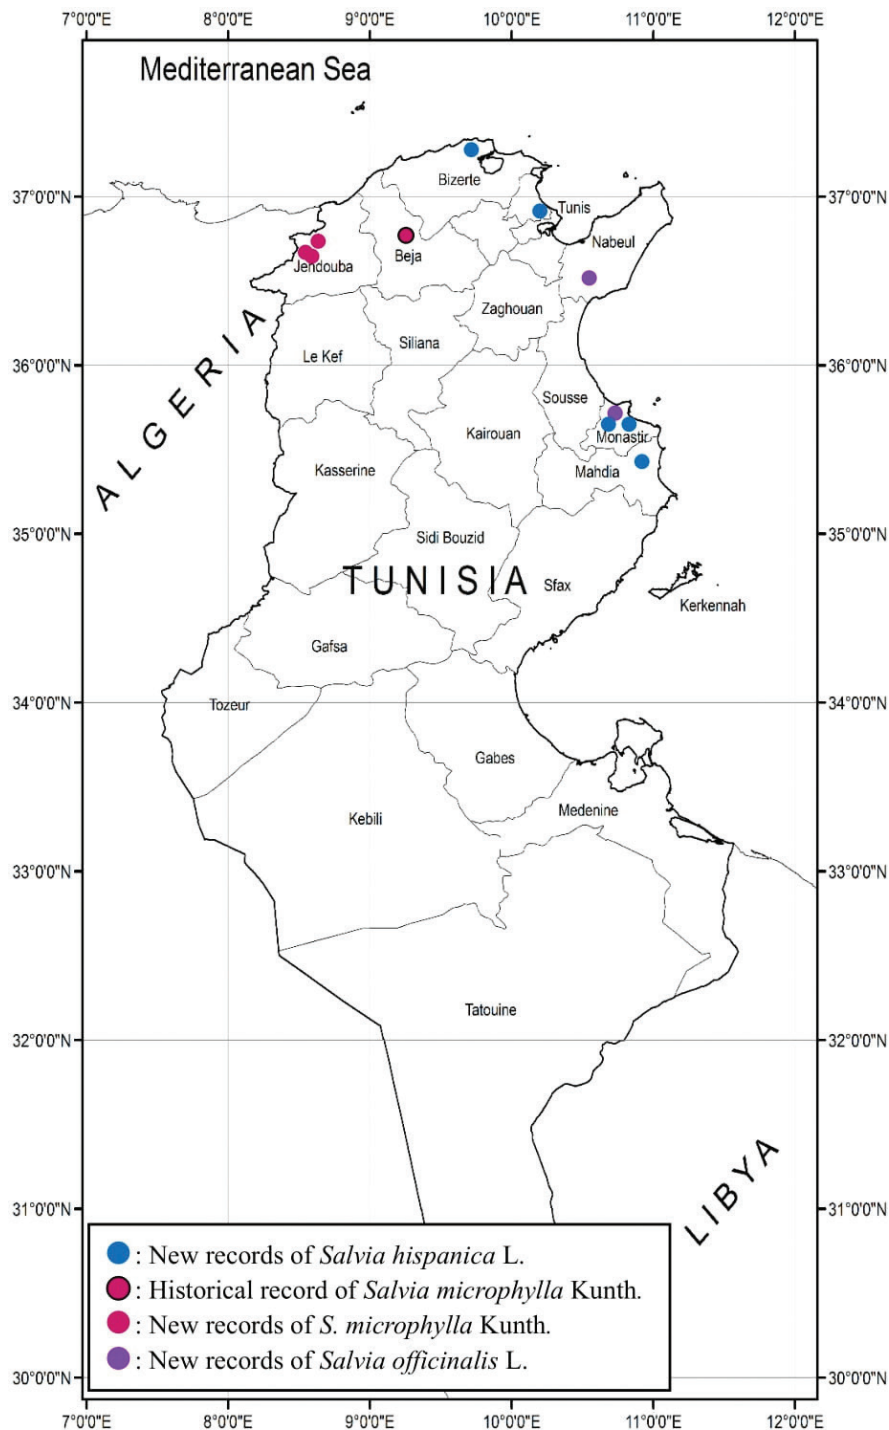 7°0'0"E 8°0'0"E 9°0'0"E 10°0'0"E 11°0'0"E 12°0'0"E
Mediterranean Sea
Bizerte
37°0'0"N 37°0'0"N
Tunis
Nabeul
Beja
Jendouba
Zaghouan
Siliana
Le Kef
36°0'0"N 36°0'0"N
ALGERIA
Sousse
Kairouan
Monastir
Kasserine
Mahdia
35°0'0"N 35°0'0"N
Sidi Bouzid
TUNISIA
Sfax
Kerkennah
Gafsa
34°0'0"N 34°0'0"N
Tozeur
Gabes
Medenine
Kebili
33°0'0"N 33°0'0"N
Tatouine
32°0'0"N 32°0'0"N
LIBYA
31°0'0"N 31°0'0"N
: New records of Salvia hispanica L.
: Historical record of Salvia microphylla Kunth.
: New records of S. microphylla Kunth.
: New records of Salvia officinalis L.
30°0'0"N 30°0'0"N
7°0'0"E 8°0'0"E 9°0'0"E 10°0'0"E 11°0'0"E 12°0'0"E